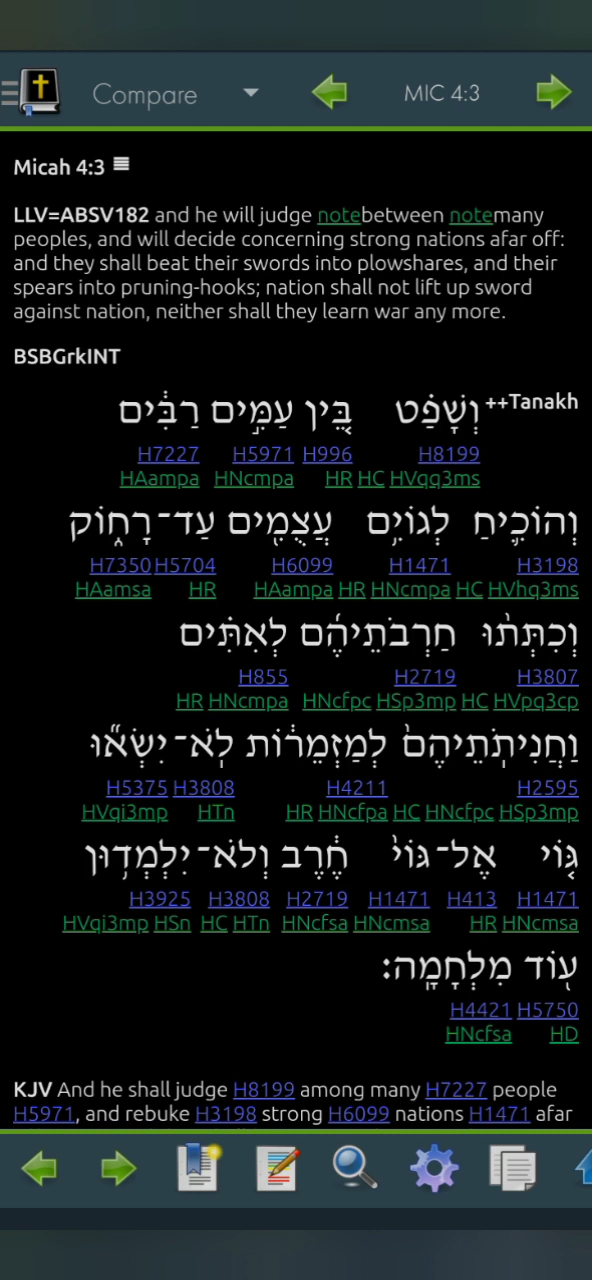 Compare MIC 4:3
Micah 4:3
LLV=ABSV182 and he will judge notebetween notemany
peoples, and will decide concerning strong nations afar off:
and they shall beat their swords into plowshares, and their
spears into pruning-hooks; nation shall not lift up sword
against nation, neither shall they learn war any more.
BSBGrkINT
++Tanakh וְשָׁפַ֗ט בֵּ֚ין עַמִּ֣ים רַבִּ֔ים
H7227 H5971 H996 H8199
HAampa HNcmpa HR HC HVqq3ms
וְהוֹכִ֛יחַ לְגוֹיִ֥ם עֲצֻמִ֖ים עַד־רָח֑וֹק
H7350 H5704 H6099 H1471 H3198
HAamsa HR HAampa HR HNcmpa HC HVhq3ms
וְכִתְּת֨וּ חַרְבֹתֵיהֶ֜ם לְאִתִּ֗ים
H855 H2719 H3807
HR HNcmpa HNcfpc HSp3mp HC HVpq3cp
וַחֲנִיתֹֽתֵיהֶם֙ לְמַזְמֵר֔וֹת לֹֽא־יִשְׂא֞וּ
H5375 H3808 H4211 H2595
HVqi3mp HTn HR HNcfpa HC HNcfpc HSp3mp
גּ֤וֹי אֶל־גּוֹי֙ חֶ֔רֶב וְלֹא־יִלְמְד֥וּן
H3925 H3808 H2719 H1471 H413 H1471
HVqi3mp HSn HC HTn HNcfsa HNcmsa HR HNcmsa
ע֖וֹד מִלְחָמָֽה׃
H4421 H5750
HNcfsa HD
KJV And he shall judge H8199 among many H7227 people
H5971, and rebuke H3198 strong H6099 nations H1471 afar